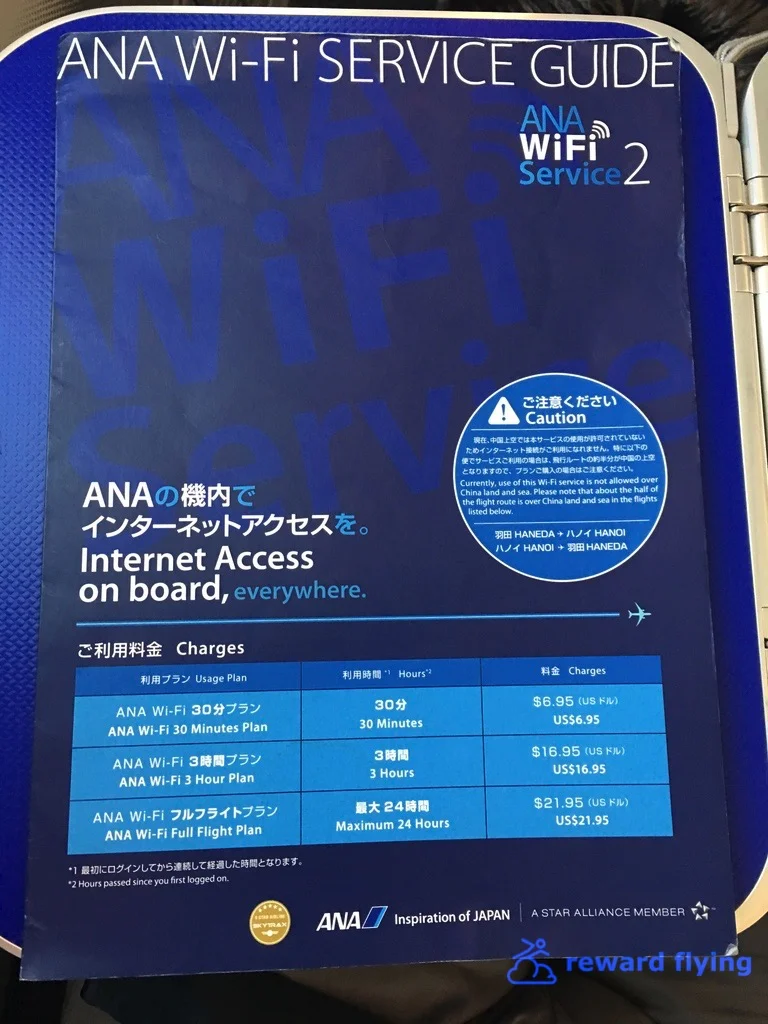 ANA Wi-Fi SERVICE GUIDE
ANA
WiFi
Service 2
ANA
WiFi
Service
ご注意ください
Caution
現在、中国上空では本サービスの使用が許可されていない
ためインターネット接続がご利用になれません。特に以下の
便でサービスご利用の場合は、飛行ルートの約半分が中国の上空
となりますので、プランご購入の場合はご注意ください。
Currently, use of this Wi-Fi service is not allowed over
China land and sea. Please note that about the half of
the flight route is over China land and sea in the flights
listed below.
羽田 HANEDA → ハノイ HANOI
ハノイ HANOI → 羽田 HANEDA
ANAの機内で
インターネットアクセスを。
Internet Access
on board, everywhere.
ご利用料金 Charges
利用プラン Usage Plan 利用時間 *1 Hours*2 料金 Charges
ANA Wi-Fi 30分プラン 30分 $6.95 (US ドル)
ANA Wi-Fi 30 Minutes Plan 30 Minutes US$6.95
ANA Wi-Fi 3時間プラン 3時間 $16.95 (US ドル)
ANA Wi-Fi 3 Hour Plan 3 Hours US$16.95
ANA Wi-Fi フルフライトプラン 最大 24時間 $21.95 (US ドル)
ANA Wi-Fi Full Flight Plan Maximum 24 Hours US$21.95
*1 最初にログインしてから連続して経過した時間となります。
*2 Hours passed since you first logged on.
5 STAR AIRLINE
SKYTRAX
ANA Inspiration of JAPAN A STAR ALLIANCE MEMBER
reward flying